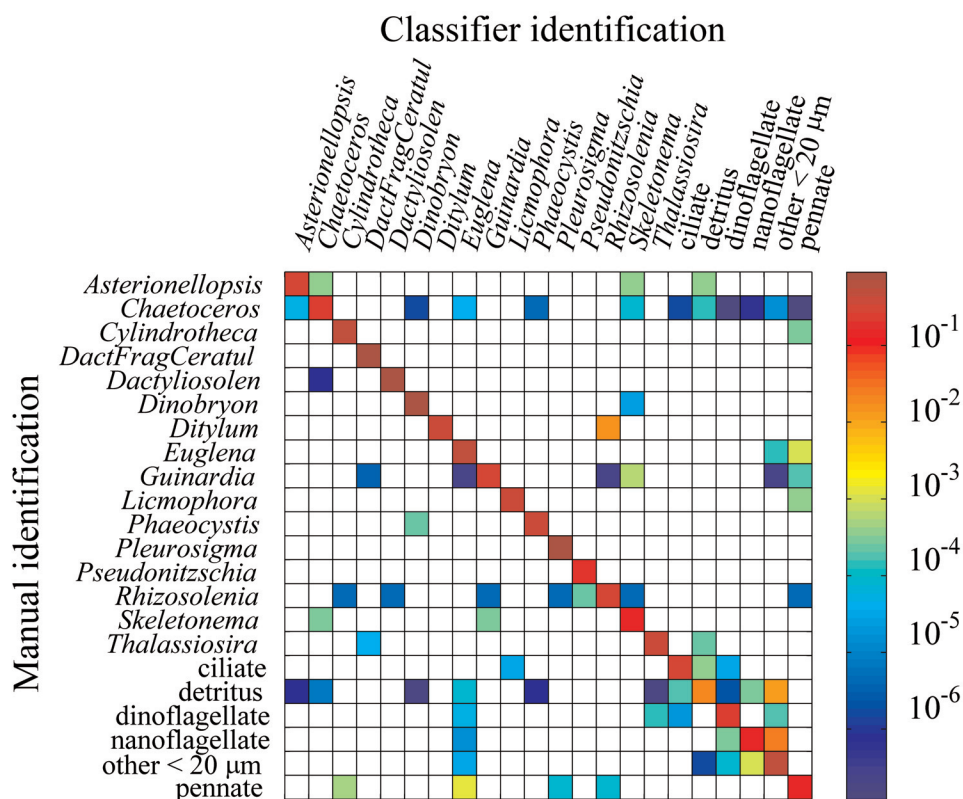 Classifier identification
Asterionellopsis
Chaetoceros
Cylindrotheca
DactFragCeratul
Dactyliosolen
Dinobryon
Ditylum
Euglena
Guinardia
Licmophora
Phaeocystis
Pleurosigma
Pseudonitzschia
Rhizosolenia
Skeletonema
Thalassiosira
ciliate
detritus
dinoflagellate
nanoflagellate
other < 20 μm
pennate
Manual identification
Asterionellopsis
Chaetoceros
Cylindrotheca
DactFragCeratul
Dactyliosolen
Dinobryon
Ditylum
Euglena
Guinardia
Licmophora
Phaeocystis
Pleurosigma
Pseudonitzschia
Rhizosolenia
Skeletonema
Thalassiosira
ciliate
detritus
dinoflagellate
nanoflagellate
other < 20 μm
pennate
10⁻¹
10⁻²
10⁻³
10⁻⁴
10⁻⁵
10⁻⁶